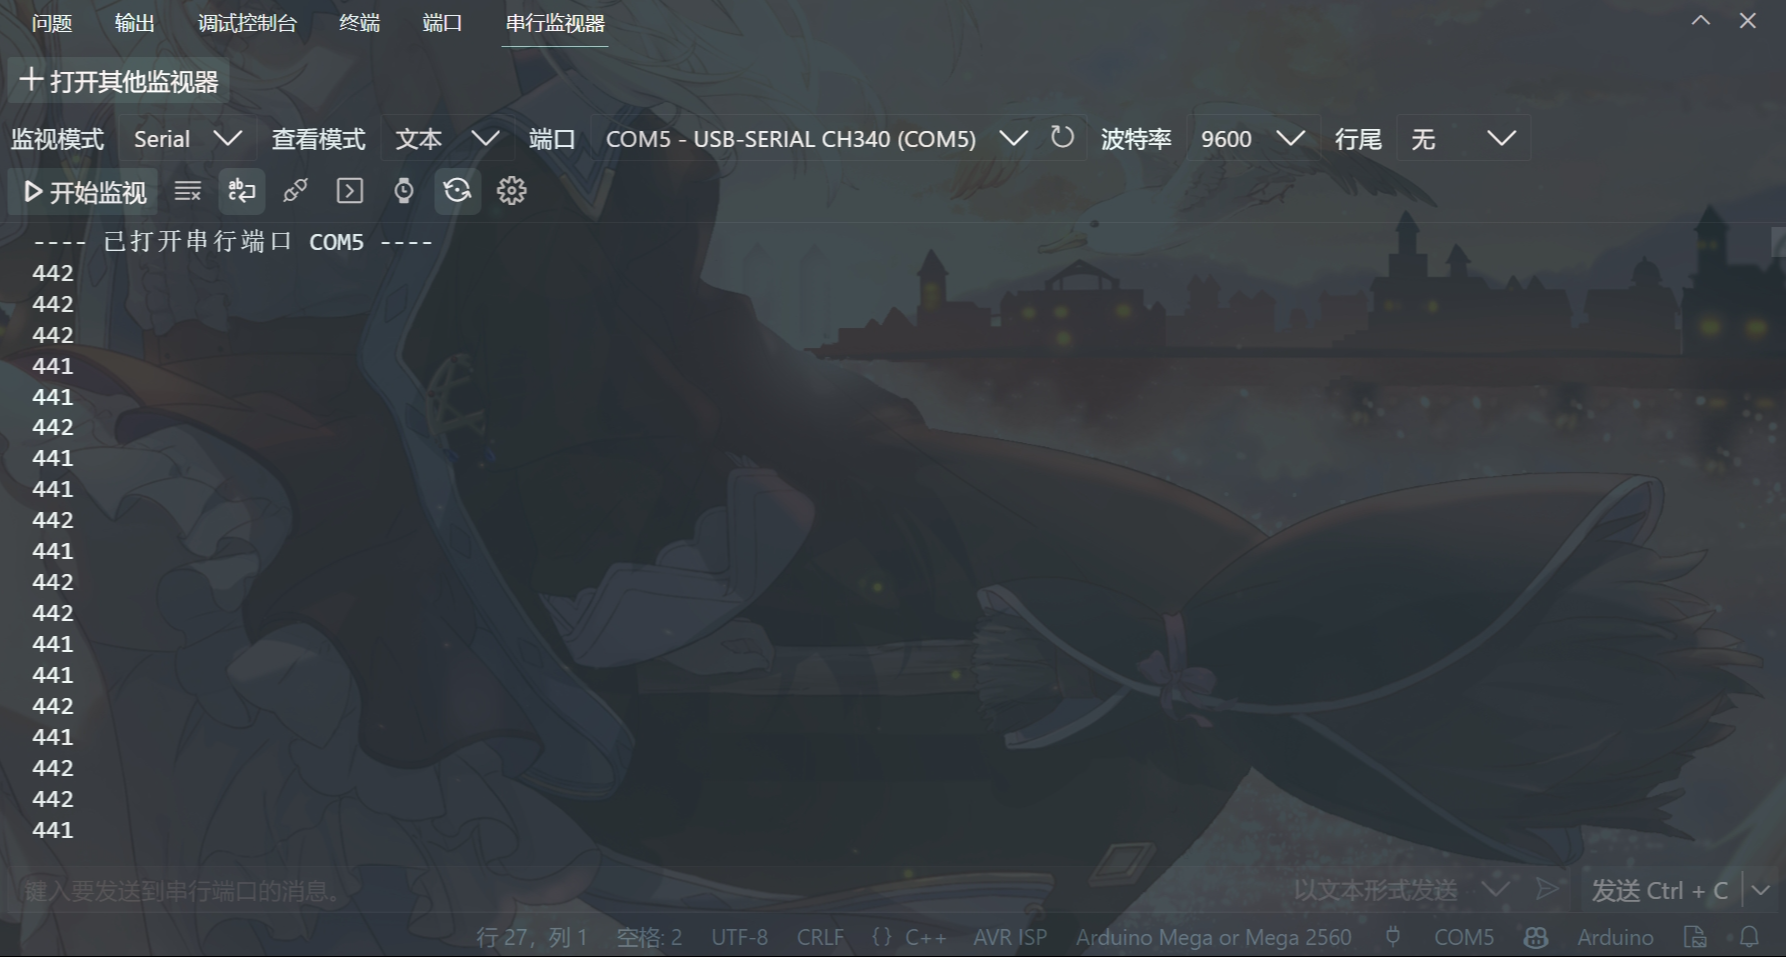 问题 输出 调试控制台 终端 端口 串行监视器
打开其他监视器
监视模式 Serial 查看模式 文本 端口 COM5 - USB-SERIAL CH340 (COM5) 波特率 9600 行尾 无
开始监视
---- 已打开串行端口 COM5 ----
442
442
442
441
441
442
441
441
442
441
442
442
441
441
442
441
442
442
441
键入要发送到串行端口的消息。 以文本形式发送 发送 Ctrl + C
行 27，列 1 空格: 2 UTF-8 CRLF {} C++ AVR ISP Arduino Mega or Mega 2560 COM5 Arduino